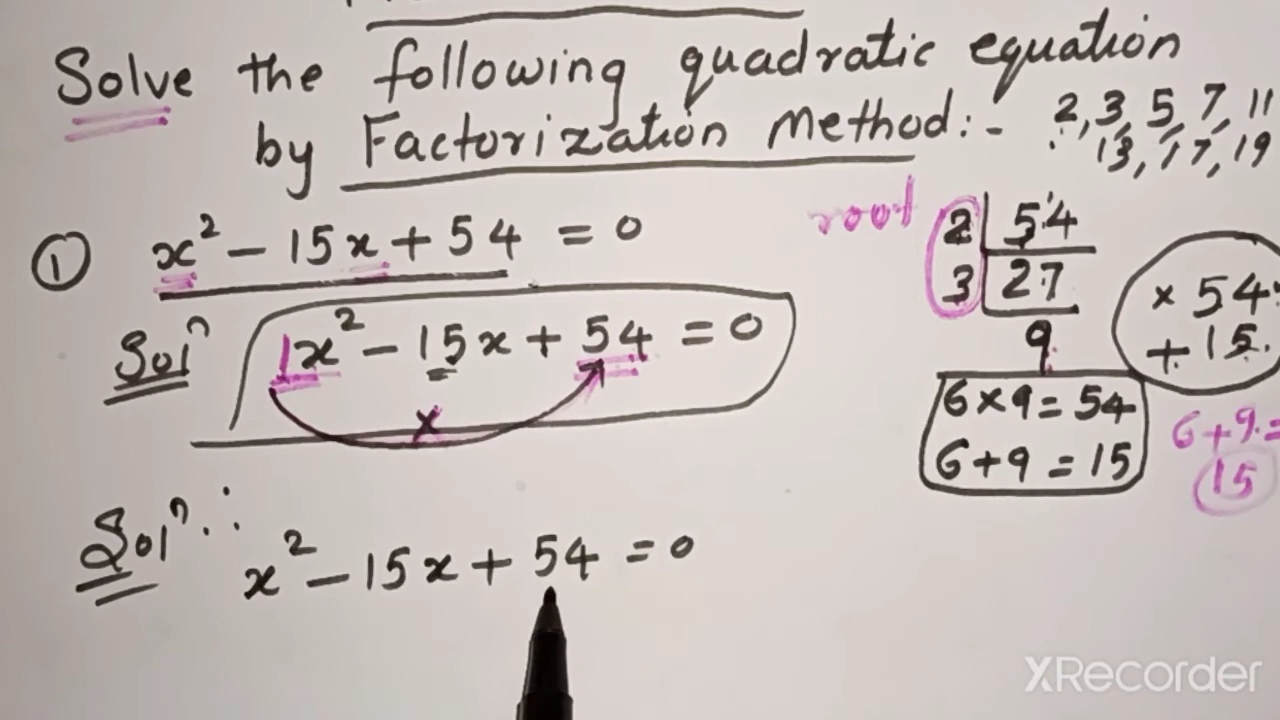 Solve the following quadratic equation
by Factorization Method:-
2, 3, 5, 7, 11
13, 17, 19
① x² - 15x + 54 = 0
root
2 | 54
3 | 27
9
× 54
+ 15
Solⁿ 1x² - 15x + 54 = 0
×
6 × 9 = 54
6 + 9 = 15
6 + 9 =
15
Solⁿ ∴
x² - 15x + 54 = 0
XRecorder